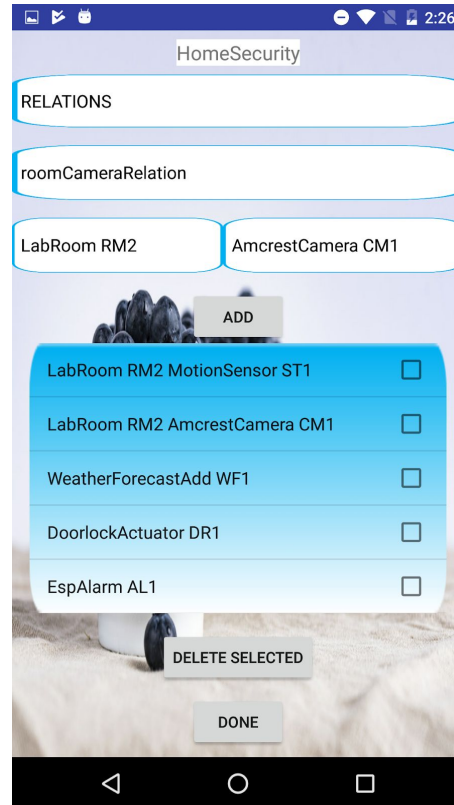 2:26
HomeSecurity
RELATIONS
roomCameraRelation
LabRoom RM2 AmcrestCamera CM1
ADD
LabRoom RM2 MotionSensor ST1
LabRoom RM2 AmcrestCamera CM1
WeatherForecastAdd WF1
DoorlockActuator DR1
EspAlarm AL1
DELETE SELECTED
DONE